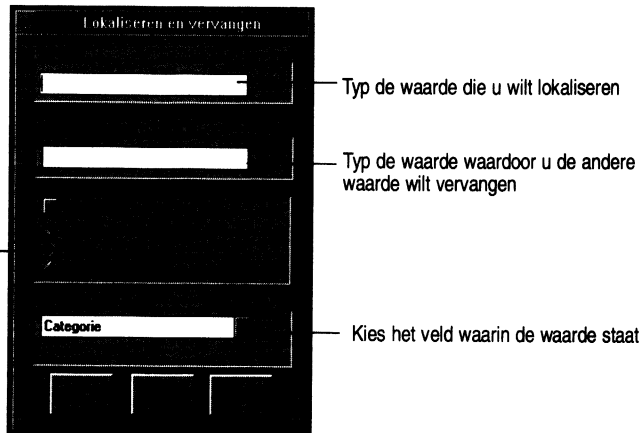 Lokaliseren en vervangen
Typ de waarde die u wilt lokaliseren
Typ de waarde waardoor u de andere
waarde wilt vervangen
Categorie
Kies het veld waarin de waarde staat